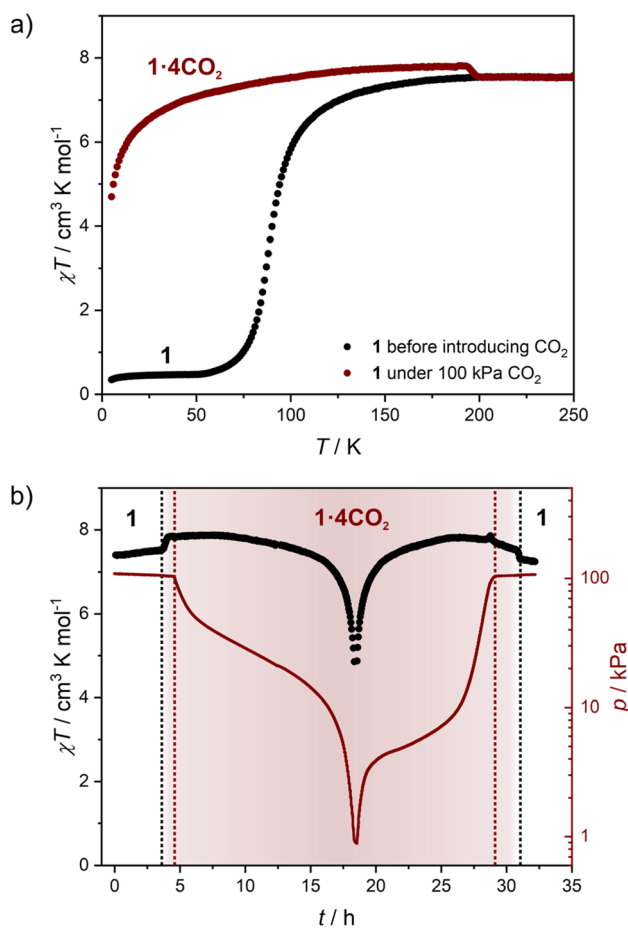 a)
8
6
4
2
0
χT / cm³ K mol⁻¹
1·4CO₂
1
1 before introducing CO₂
1 under 100 kPa CO₂
0 50 100 150 200 250
T / K
b)
1 1·4CO₂ 1
8
6
4
2
0
χT / cm³ K mol⁻¹
100
10
1
p / kPa
0 5 10 15 20 25 30 35
t / h